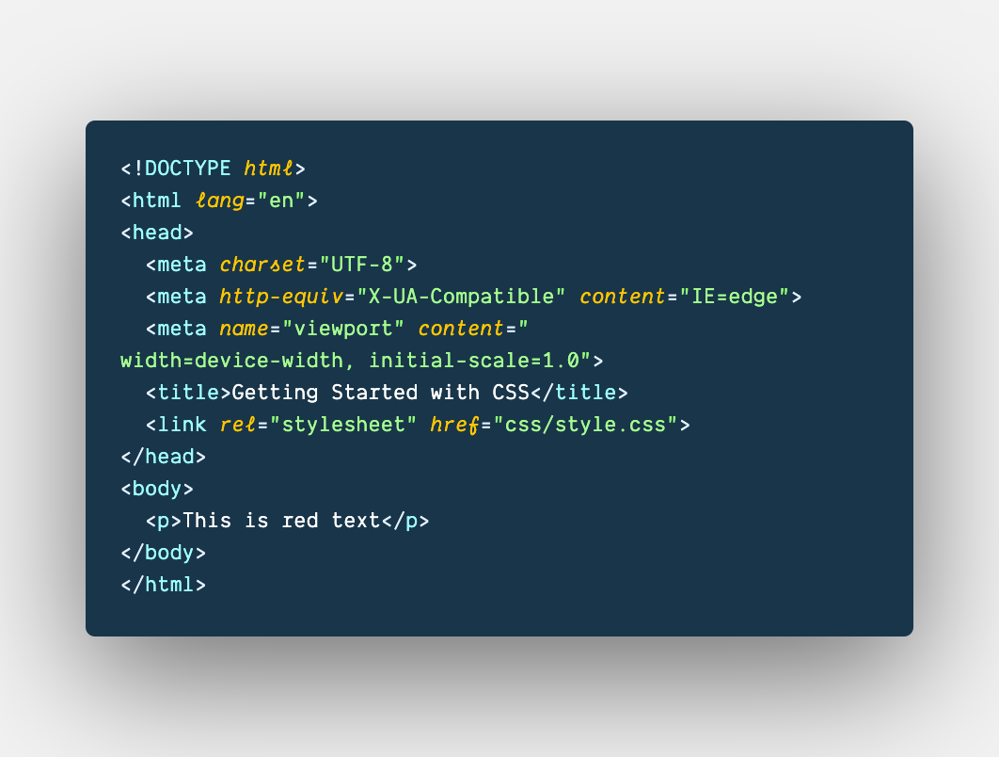 <!DOCTYPE html>
<html lang="en">
<head>
  <meta charset="UTF-8">
  <meta http-equiv="X-UA-Compatible" content="IE=edge">
  <meta name="viewport" content="
width=device-width, initial-scale=1.0">
  <title>Getting Started with CSS</title>
  <link rel="stylesheet" href="css/style.css">
</head>
<body>
  <p>This is red text</p>
</body>
</html>